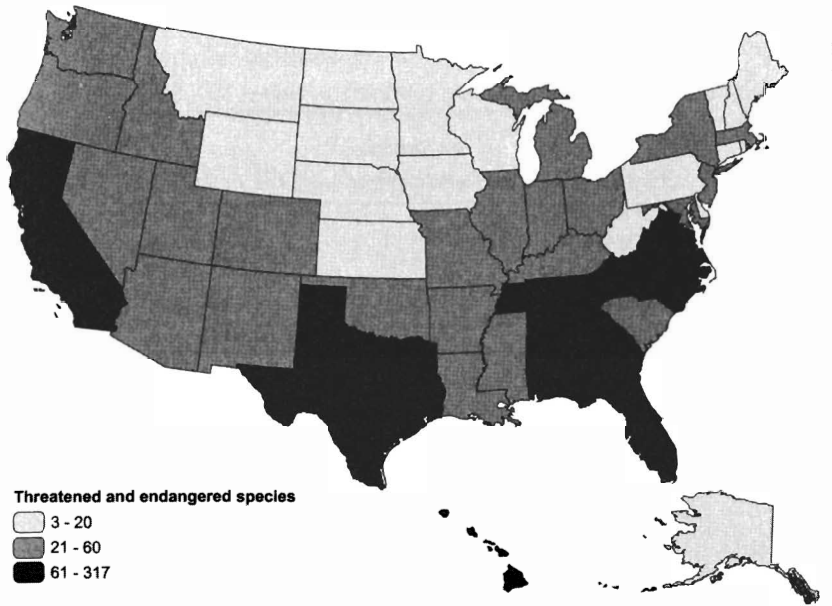 Threatened and endangered species
3 - 20
21 - 60
61 - 317